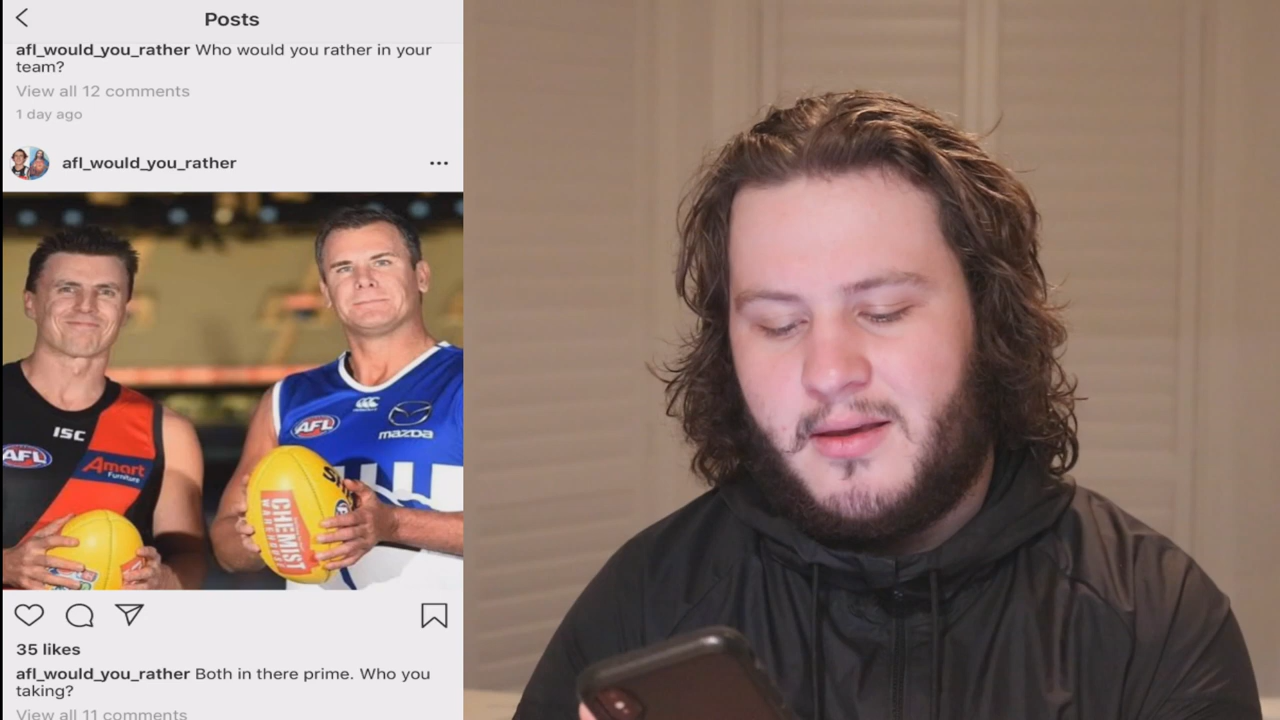 Posts
afl_would_you_rather Who would you rather in your
team?
View all 12 comments
1 day ago
afl_would_you_rather
ISC
AFL
Amart
Furniture
AFL
mazda
CHEMIST
35 likes
afl_would_you_rather Both in there prime. Who you
taking?
View all 11 comments